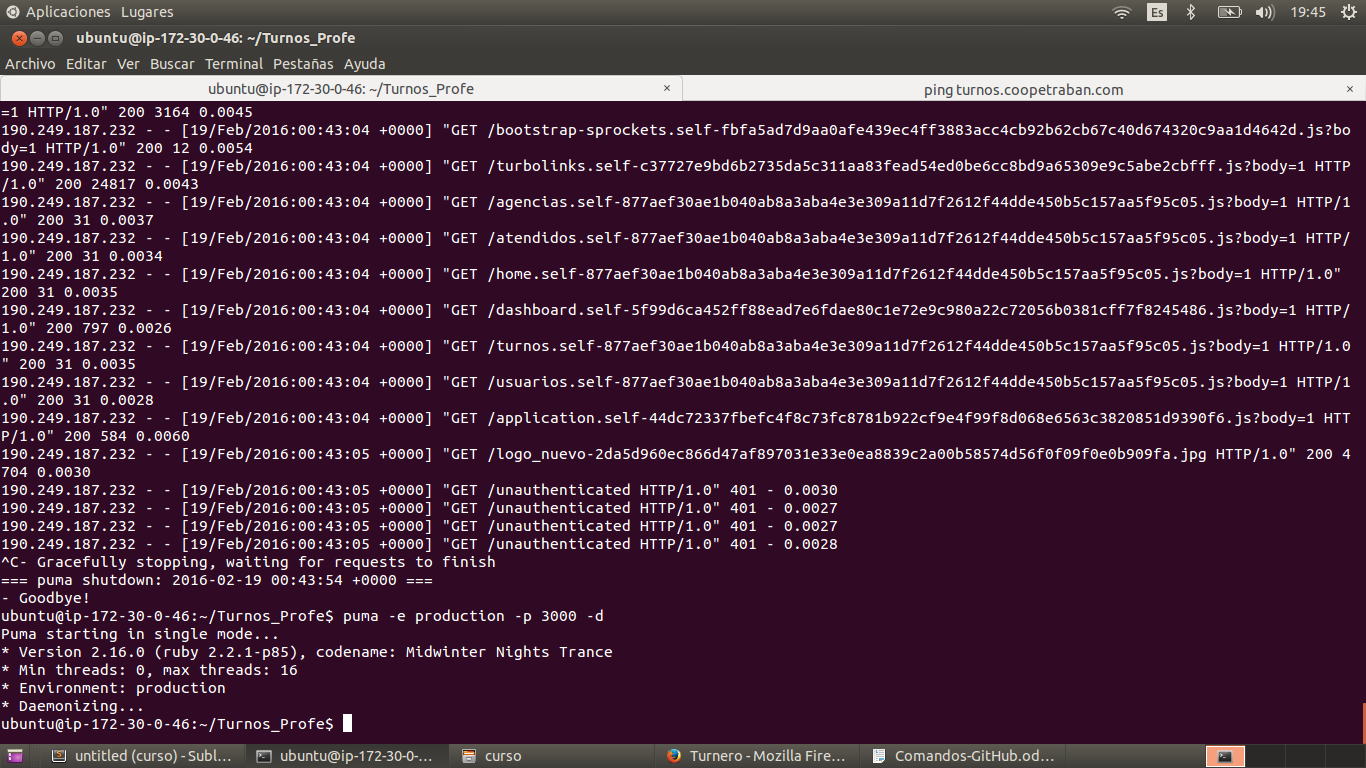 Aplicaciones Lugares
Es 19:45
ubuntu@ip-172-30-0-46: ~/Turnos_Profe
Archivo Editar Ver Buscar Terminal Pestañas Ayuda
ubuntu@ip-172-30-0-46: ~/Turnos_Profe × ping turnos.coopetraban.com ×
=1 HTTP/1.0" 200 3164 0.0045
190.249.187.232 - - [19/Feb/2016:00:43:04 +0000] "GET /bootstrap-sprockets.self-fbfa5ad7d9aa0afe439ec4ff3883acc4cb92b62cb67c40d674320c9aa1d4642d.js?bo
dy=1 HTTP/1.0" 200 12 0.0054
190.249.187.232 - - [19/Feb/2016:00:43:04 +0000] "GET /turbolinks.self-c37727e9bd6b2735da5c311aa83fead54ed0be6cc8bd9a65309e9c5abe2cbfff.js?body=1 HTTP
/1.0" 200 24817 0.0043
190.249.187.232 - - [19/Feb/2016:00:43:04 +0000] "GET /agencias.self-877aef30ae1b040ab8a3aba4e3e309a11d7f2612f44dde450b5c157aa5f95c05.js?body=1 HTTP/1
.0" 200 31 0.0037
190.249.187.232 - - [19/Feb/2016:00:43:04 +0000] "GET /atendidos.self-877aef30ae1b040ab8a3aba4e3e309a11d7f2612f44dde450b5c157aa5f95c05.js?body=1 HTTP/
1.0" 200 31 0.0034
190.249.187.232 - - [19/Feb/2016:00:43:04 +0000] "GET /home.self-877aef30ae1b040ab8a3aba4e3e309a11d7f2612f44dde450b5c157aa5f95c05.js?body=1 HTTP/1.0"
200 31 0.0035
190.249.187.232 - - [19/Feb/2016:00:43:04 +0000] "GET /dashboard.self-5f99d6ca452ff88ead7e6fdae80c1e72e9c980a22c72056b0381cff7f8245486.js?body=1 HTTP/
1.0" 200 797 0.0026
190.249.187.232 - - [19/Feb/2016:00:43:04 +0000] "GET /turnos.self-877aef30ae1b040ab8a3aba4e3e309a11d7f2612f44dde450b5c157aa5f95c05.js?body=1 HTTP/1.0
" 200 31 0.0035
190.249.187.232 - - [19/Feb/2016:00:43:04 +0000] "GET /usuarios.self-877aef30ae1b040ab8a3aba4e3e309a11d7f2612f44dde450b5c157aa5f95c05.js?body=1 HTTP/1
.0" 200 31 0.0028
190.249.187.232 - - [19/Feb/2016:00:43:04 +0000] "GET /application.self-44dc72337fbefc4f8c73fc8781b922cf9e4f99f8d068e6563c3820851d9390f6.js?body=1 HTT
P/1.0" 200 584 0.0060
190.249.187.232 - - [19/Feb/2016:00:43:05 +0000] "GET /logo_nuevo-2da5d960ec866d47af897031e33e0ea8839c2a00b58574d56f0f09f0e0b909fa.jpg HTTP/1.0" 200 4
704 0.0030
190.249.187.232 - - [19/Feb/2016:00:43:05 +0000] "GET /unauthenticated HTTP/1.0" 401 - 0.0030
190.249.187.232 - - [19/Feb/2016:00:43:05 +0000] "GET /unauthenticated HTTP/1.0" 401 - 0.0027
190.249.187.232 - - [19/Feb/2016:00:43:05 +0000] "GET /unauthenticated HTTP/1.0" 401 - 0.0027
190.249.187.232 - - [19/Feb/2016:00:43:05 +0000] "GET /unauthenticated HTTP/1.0" 401 - 0.0028
^C- Gracefully stopping, waiting for requests to finish
=== puma shutdown: 2016-02-19 00:43:54 +0000 ===
- Goodbye!
ubuntu@ip-172-30-0-46:~/Turnos_Profe$ puma -e production -p 3000 -d
Puma starting in single mode...
* Version 2.16.0 (ruby 2.2.1-p85), codename: Midwinter Nights Trance
* Min threads: 0, max threads: 16
* Environment: production
* Daemonizing...
ubuntu@ip-172-30-0-46:~/Turnos_Profe$
untitled (curso) - Subl... ubuntu@ip-172-30-0-... curso Turnero - Mozilla Fire... Comandos-GitHub.od...